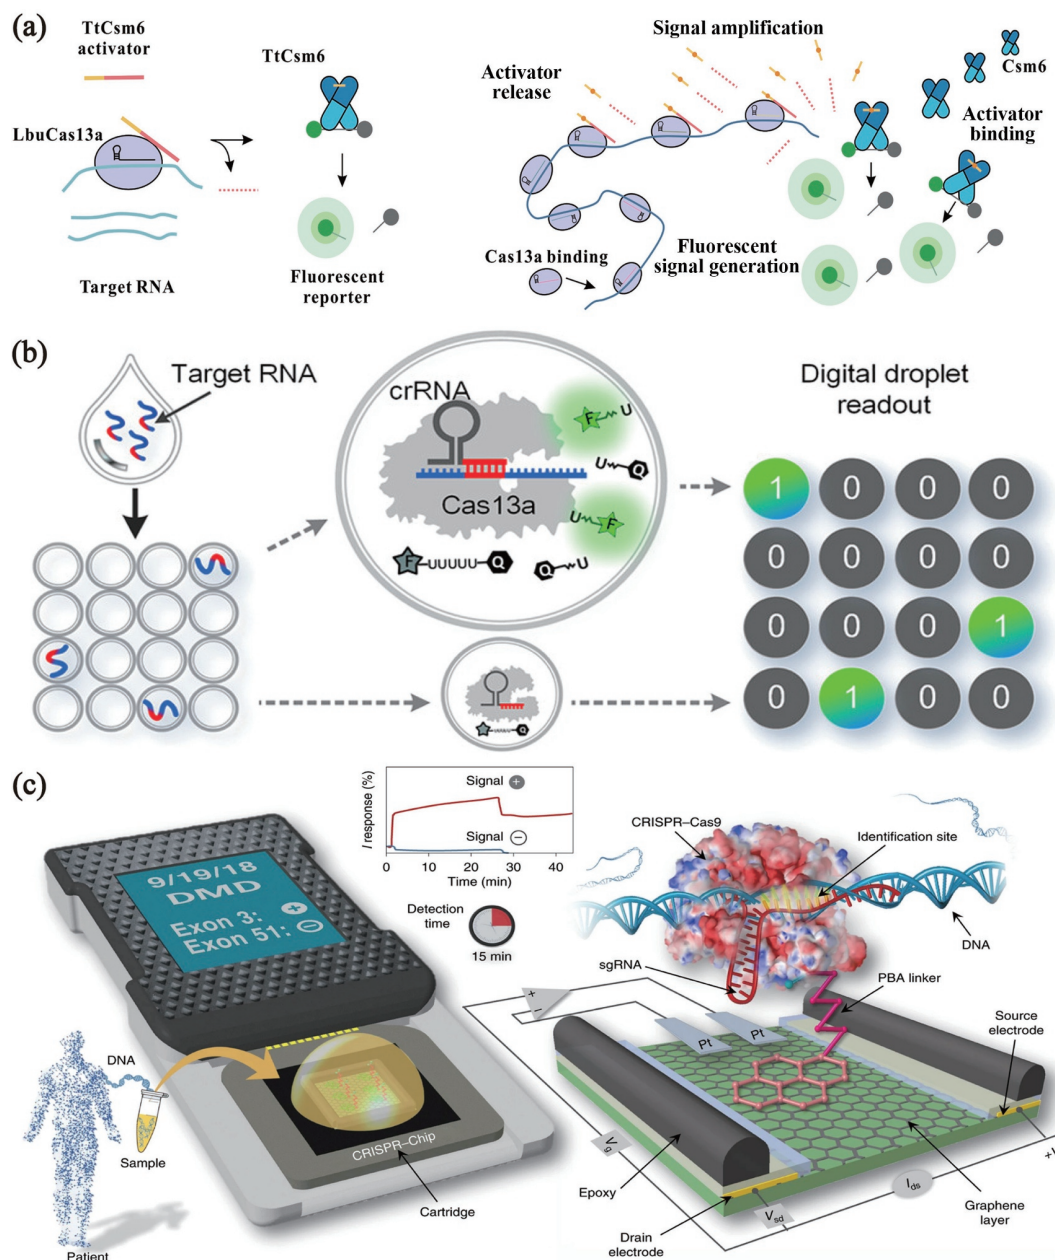 (a)
TtCsm6
activator
TtCsm6
LbuCas13a
Target RNA
Fluorescent
reporter
Signal amplification
Activator
release
Csm6
Activator
binding
Cas13a binding
Fluorescent
signal generation
(b)
Target RNA
crRNA
Cas13a
F
U
U
Q
U
F
F UUUUU Q
Q U
F Q
Digital droplet
readout
1 0 0 0
0 0 0 0
0 0 0 1
0 1 0 0
(c)
9/19/18
DMD
Exon 3: +
Exon 51: −
I response (%)
Signal +
Signal −
0 10 20 30 40
Time (min)
Detection
time
15 min
DNA
Sample
Patient
CRISPR–Chip
Cartridge
CRISPR–Cas9
Identification site
DNA
sgRNA
PBA linker
Source
electrode
+
−
Pt
Pt
Vg
Epoxy
Drain
electrode
Vsd
Ids
Graphene
layer